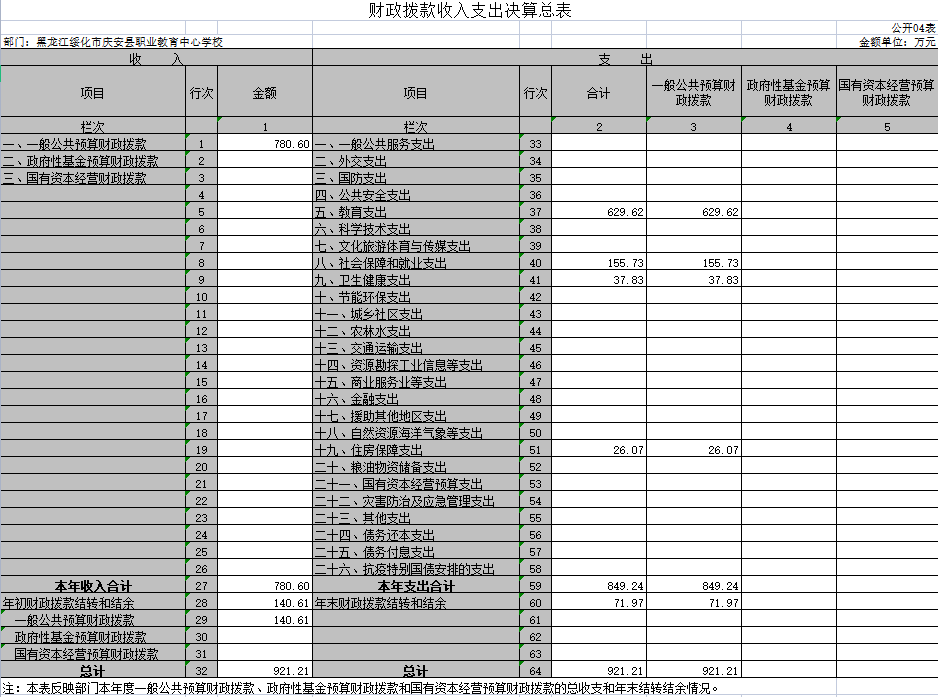 财政拨款收入支出决算总表
公开04表
部门：黑龙江绥化市庆安县职业教育中心学校 金额单位：万元
收 入 支 出
项目 行次 金额 项目 行次 合计 一般公共预算财政拨款 政府性基金预算财政拨款 国有资本经营预算财政拨款
栏次 1 栏次 2 3 4 5
一、一般公共预算财政拨款 1 780.60 一、一般公共服务支出 33
二、政府性基金预算财政拨款 2 二、外交支出 34
三、国有资本经营财政拨款 3 三、国防支出 35
4 四、公共安全支出 36
5 五、教育支出 37 629.62 629.62
6 六、科学技术支出 38
7 七、文化旅游体育与传媒支出 39
8 八、社会保障和就业支出 40 155.73 155.73
9 九、卫生健康支出 41 37.83 37.83
10 十、节能环保支出 42
11 十一、城乡社区支出 43
12 十二、农林水支出 44
13 十三、交通运输支出 45
14 十四、资源勘探工业信息等支出 46
15 十五、商业服务业等支出 47
16 十六、金融支出 48
17 十七、援助其他地区支出 49
18 十八、自然资源海洋气象等支出 50
19 十九、住房保障支出 51 26.07 26.07
20 二十、粮油物资储备支出 52
21 二十一、国有资本经营预算支出 53
22 二十二、灾害防治及应急管理支出 54
23 二十三、其他支出 55
24 二十四、债务还本支出 56
25 二十五、债务付息支出 57
26 二十六、抗疫特别国债安排的支出 58
本年收入合计 27 780.60 本年支出合计 59 849.24 849.24
年初财政拨款结转和结余 28 140.61 年末财政拨款结转和结余 60 71.97 71.97
一般公共预算财政拨款 29 140.61 61
政府性基金预算财政拨款 30 62
国有资本经营预算财政拨款 31 63
总计 32 921.21 总计 64 921.21 921.21
注：本表反映部门本年度一般公共预算财政拨款、政府性基金预算财政拨款和国有资本经营预算财政拨款的总收支和年末结转结余情况。